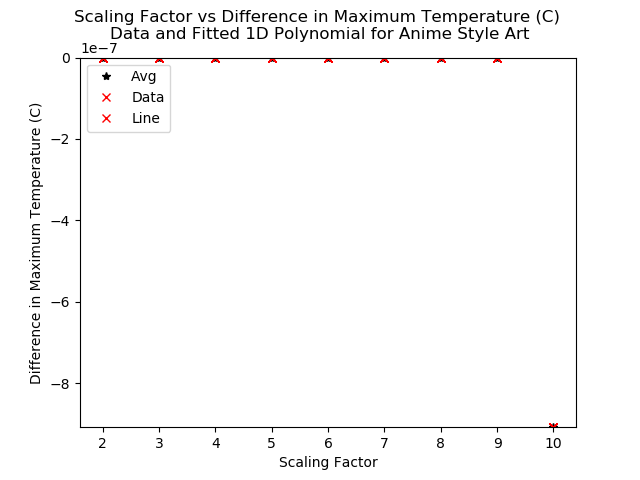 Scaling Factor vs Difference in Maximum Temperature (C)
Data and Fitted 1D Polynomial for Anime Style Art
1e−7
0
−2
−4
−6
−8
Difference in Maximum Temperature (C)
Avg
Data
Line
2 3 4 5 6 7 8 9 10
Scaling Factor